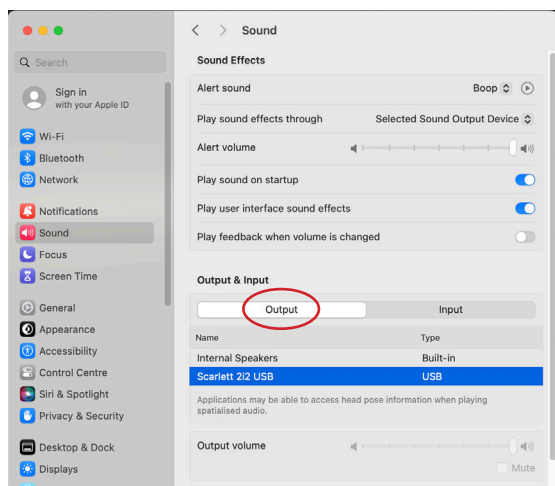 Sound
Search
Sign in
with your Apple ID
Wi-Fi
Bluetooth
Network
Notifications
Sound
Focus
Screen Time
General
Appearance
Accessibility
Control Centre
Siri & Spotlight
Privacy & Security
Desktop & Dock
Displays
Sound Effects
Alert sound Boop
Play sound effects through Selected Sound Output Device
Alert volume
Play sound on startup
Play user interface sound effects
Play feedback when volume is changed
Output & Input
Output Input
Name Type
Internal Speakers Built-in
Scarlett 2i2 USB USB
Applications may be able to access head pose information when playing
spatialised audio.
Output volume
Mute